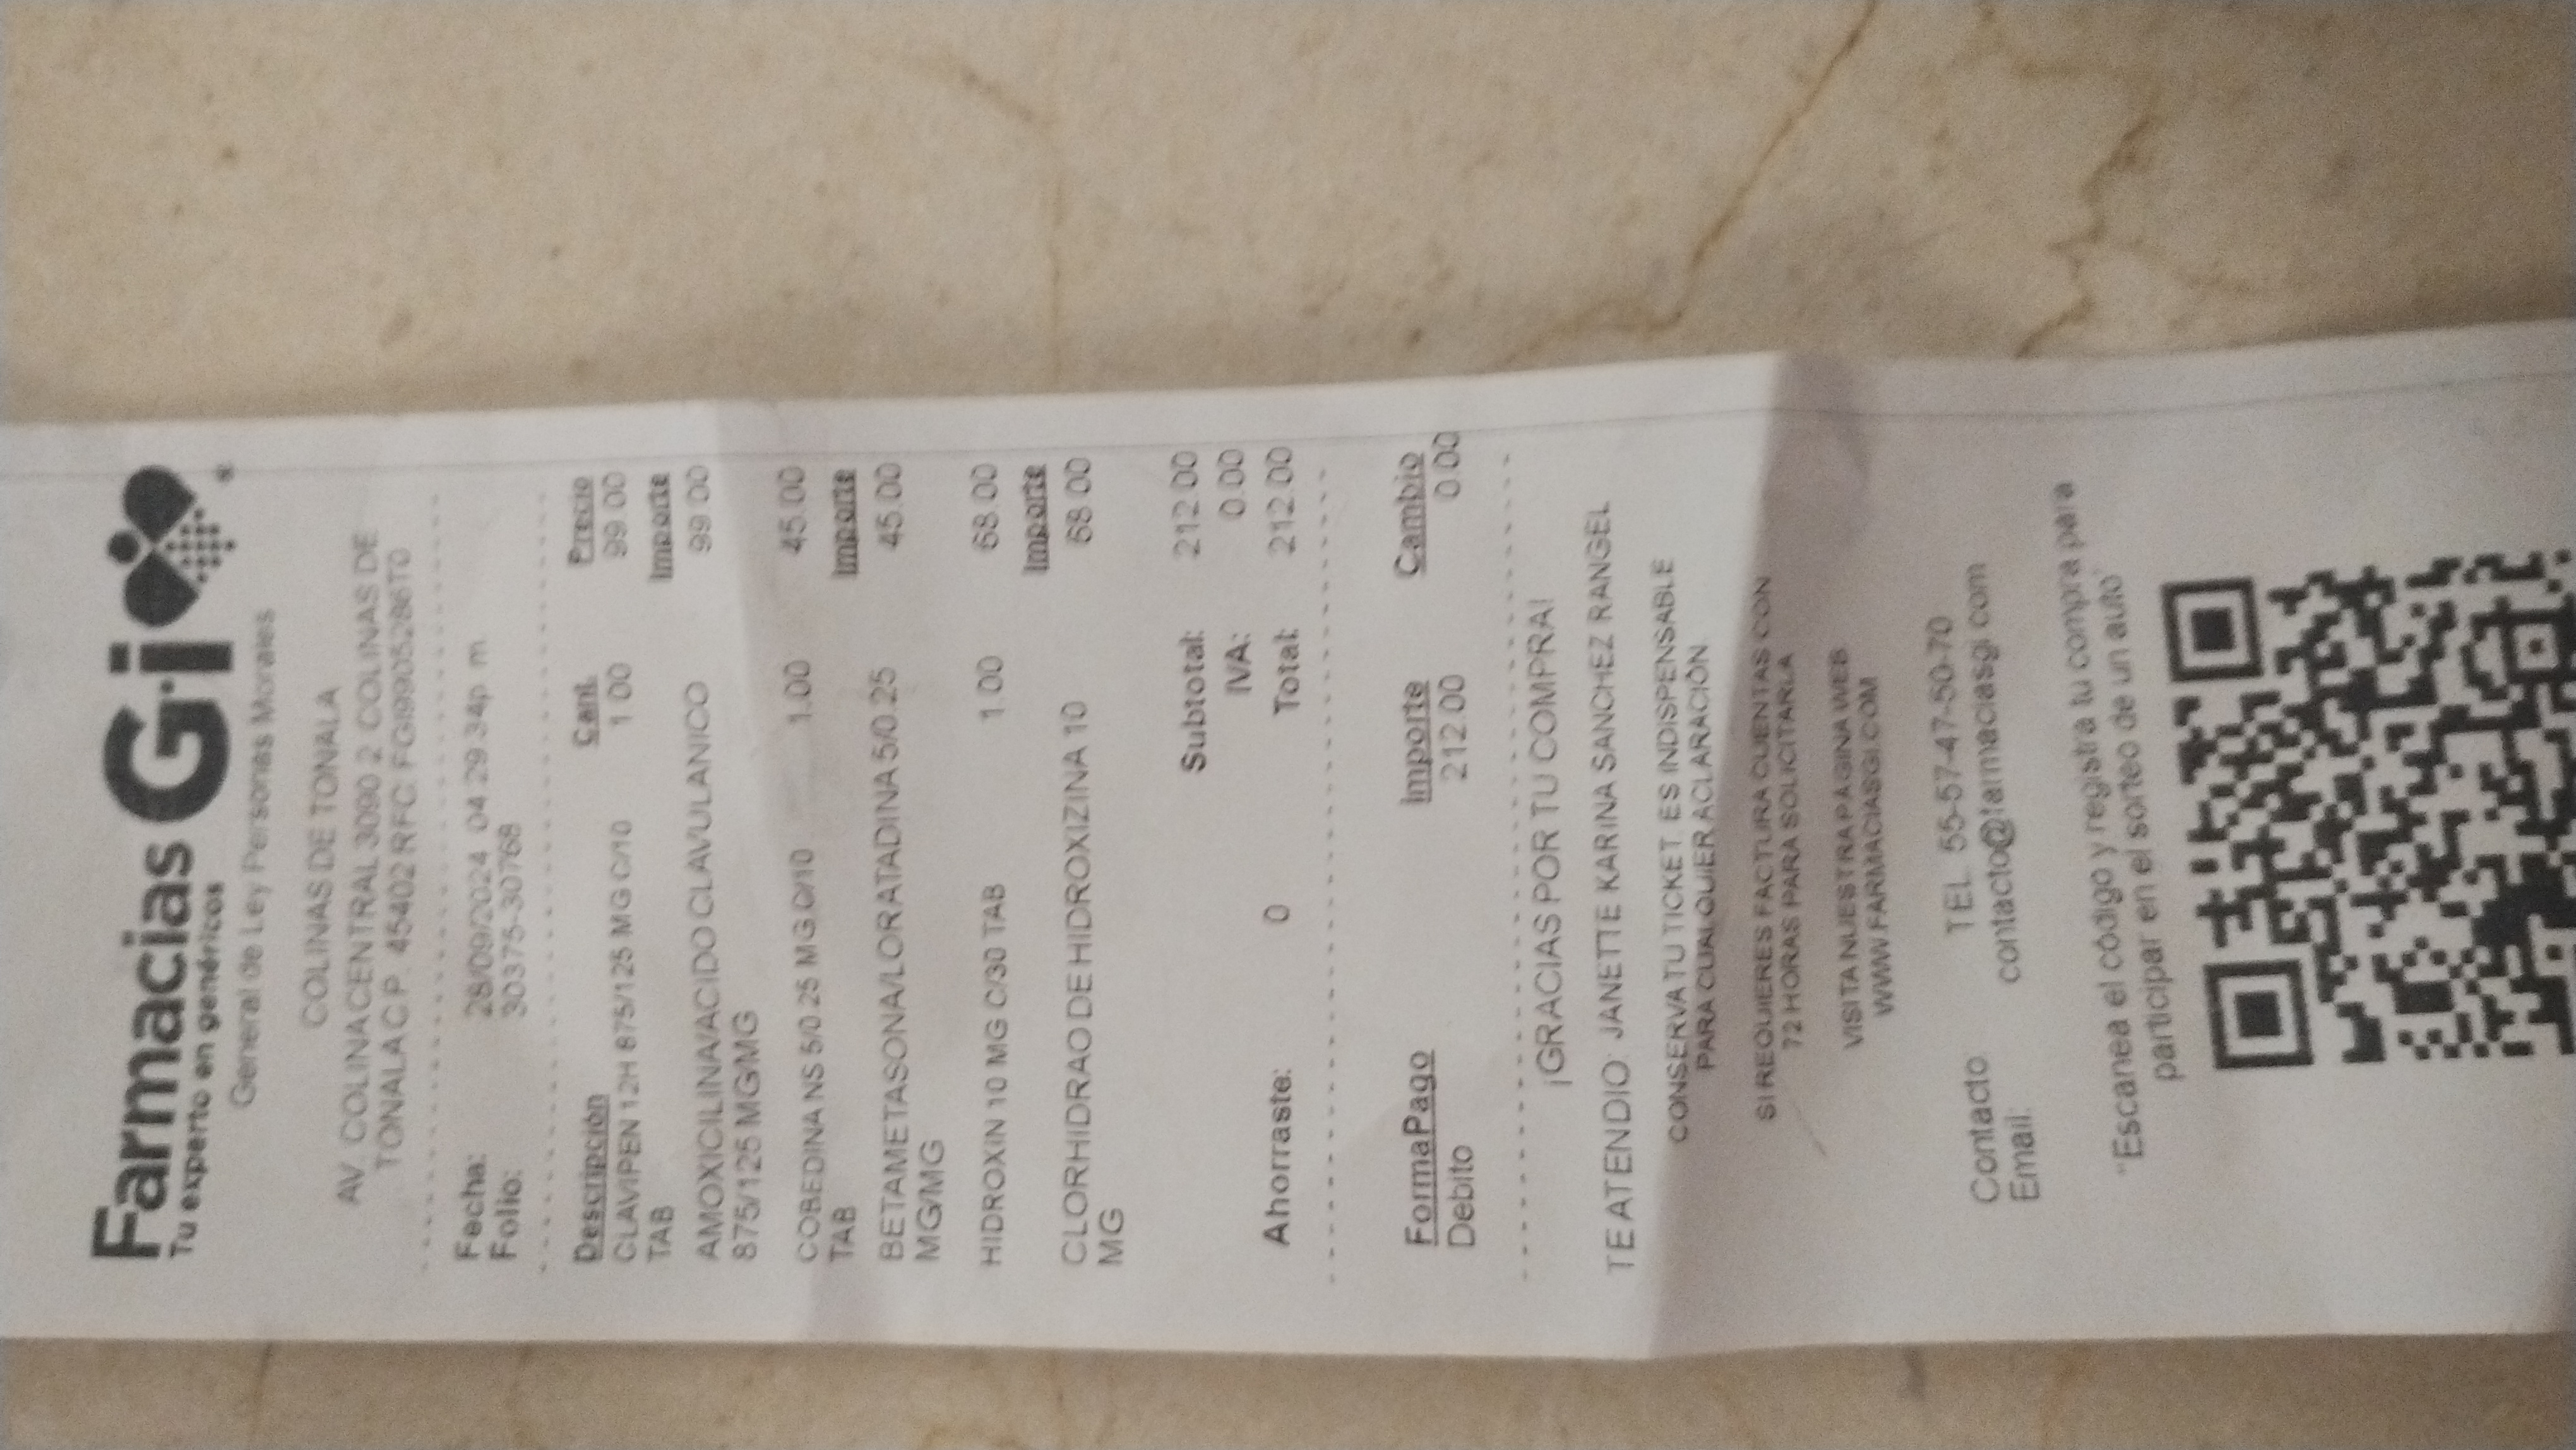 Farmacias Gi
Tu experto en genéricos
General de Ley Personas Morales
COLINAS DE TONALA
AV. COLINA CENTRAL 3090 2 COLINAS DE
TONALA C.P. 45402 RFC: FGI9905286T0
Fecha: 28/09/2024 04:29:34p. m.
Folio: 303375-30768
Descripción Cant. Precio
CLAVIPEN 12H 875/125 MG C/10 1.00 99.00
TAB Importe
AMOXICILINA/ACIDO CLAVULANICO 99.00
875/125 MG/MG
COBEDINA NS 5/0.25 MG C/10 1.00 45.00
TAB Importe
BETAMETASONA/LORATADINA 5/0.25 45.00
MG/MG
HIDROXIN 10 MG C/30 TAB 1.00 68.00
Importe
CLORHIDRAO DE HIDROXIZINA 10 68.00
MG
Subtotal: 212.00
IVA: 0.00
Ahorraste: 0 Total: 212.00
FormaPago Importe Cambio
Debito 212.00 0.00
¡GRACIAS POR TU COMPRA!
TE ATENDIO: JANETTE KARINA SANCHEZ RANGEL
CONSERVA TU TICKET. ES INDISPENSABLE
PARA CUALQUIER ACLARACIÓN.
SI REQUIERES FACTURA CUENTAS CON
72 HORAS PARA SOLICITARLA
VISITA NUESTRA PAGINA WEB
WWW.FARMACIASGI.COM
Contacto TEL. 55-57-47-50-70
Email: contacto@farmaciasgi.com
"Escanea el código y registra tu compra para
participar en el sorteo de un auto"